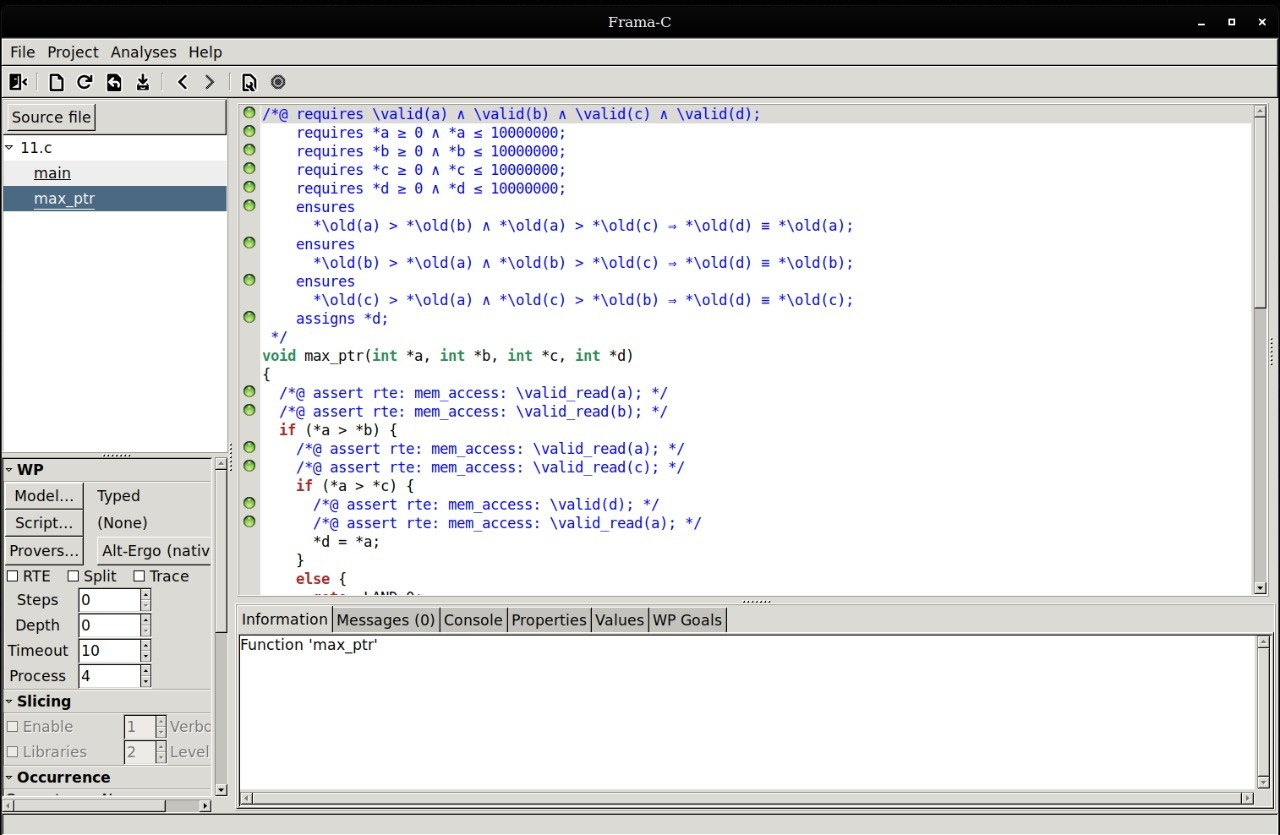 Frama-C
File Project Analyses Help
Source file
11.c
main
max_ptr
/*@ requires \valid(a) ∧ \valid(b) ∧ \valid(c) ∧ \valid(d);
requires *a ≥ 0 ∧ *a ≤ 10000000;
requires *b ≥ 0 ∧ *b ≤ 10000000;
requires *c ≥ 0 ∧ *c ≤ 10000000;
requires *d ≥ 0 ∧ *d ≤ 10000000;
ensures
*\old(a) > *\old(b) ∧ *\old(a) > *\old(c) ⇒ *\old(d) ≡ *\old(a);
ensures
*\old(b) > *\old(a) ∧ *\old(b) > *\old(c) ⇒ *\old(d) ≡ *\old(b);
ensures
*\old(c) > *\old(a) ∧ *\old(c) > *\old(b) ⇒ *\old(d) ≡ *\old(c);
assigns *d;
*/
void max_ptr(int *a, int *b, int *c, int *d)
{
/*@ assert rte: mem_access: \valid_read(a); */
/*@ assert rte: mem_access: \valid_read(b); */
if (*a > *b) {
/*@ assert rte: mem_access: \valid_read(a); */
/*@ assert rte: mem_access: \valid_read(c); */
if (*a > *c) {
/*@ assert rte: mem_access: \valid(d); */
/*@ assert rte: mem_access: \valid_read(a); */
*d = *a;
}
else {
WP
Model... Typed
Script... (None)
Provers... Alt-Ergo (nativ
RTE Split Trace
Steps 0
Depth 0
Timeout 10
Process 4
Slicing
Enable 1 Verbo
Libraries 2 Level
Occurrence
Information Messages (0) Console Properties Values WP Goals
Function 'max_ptr'